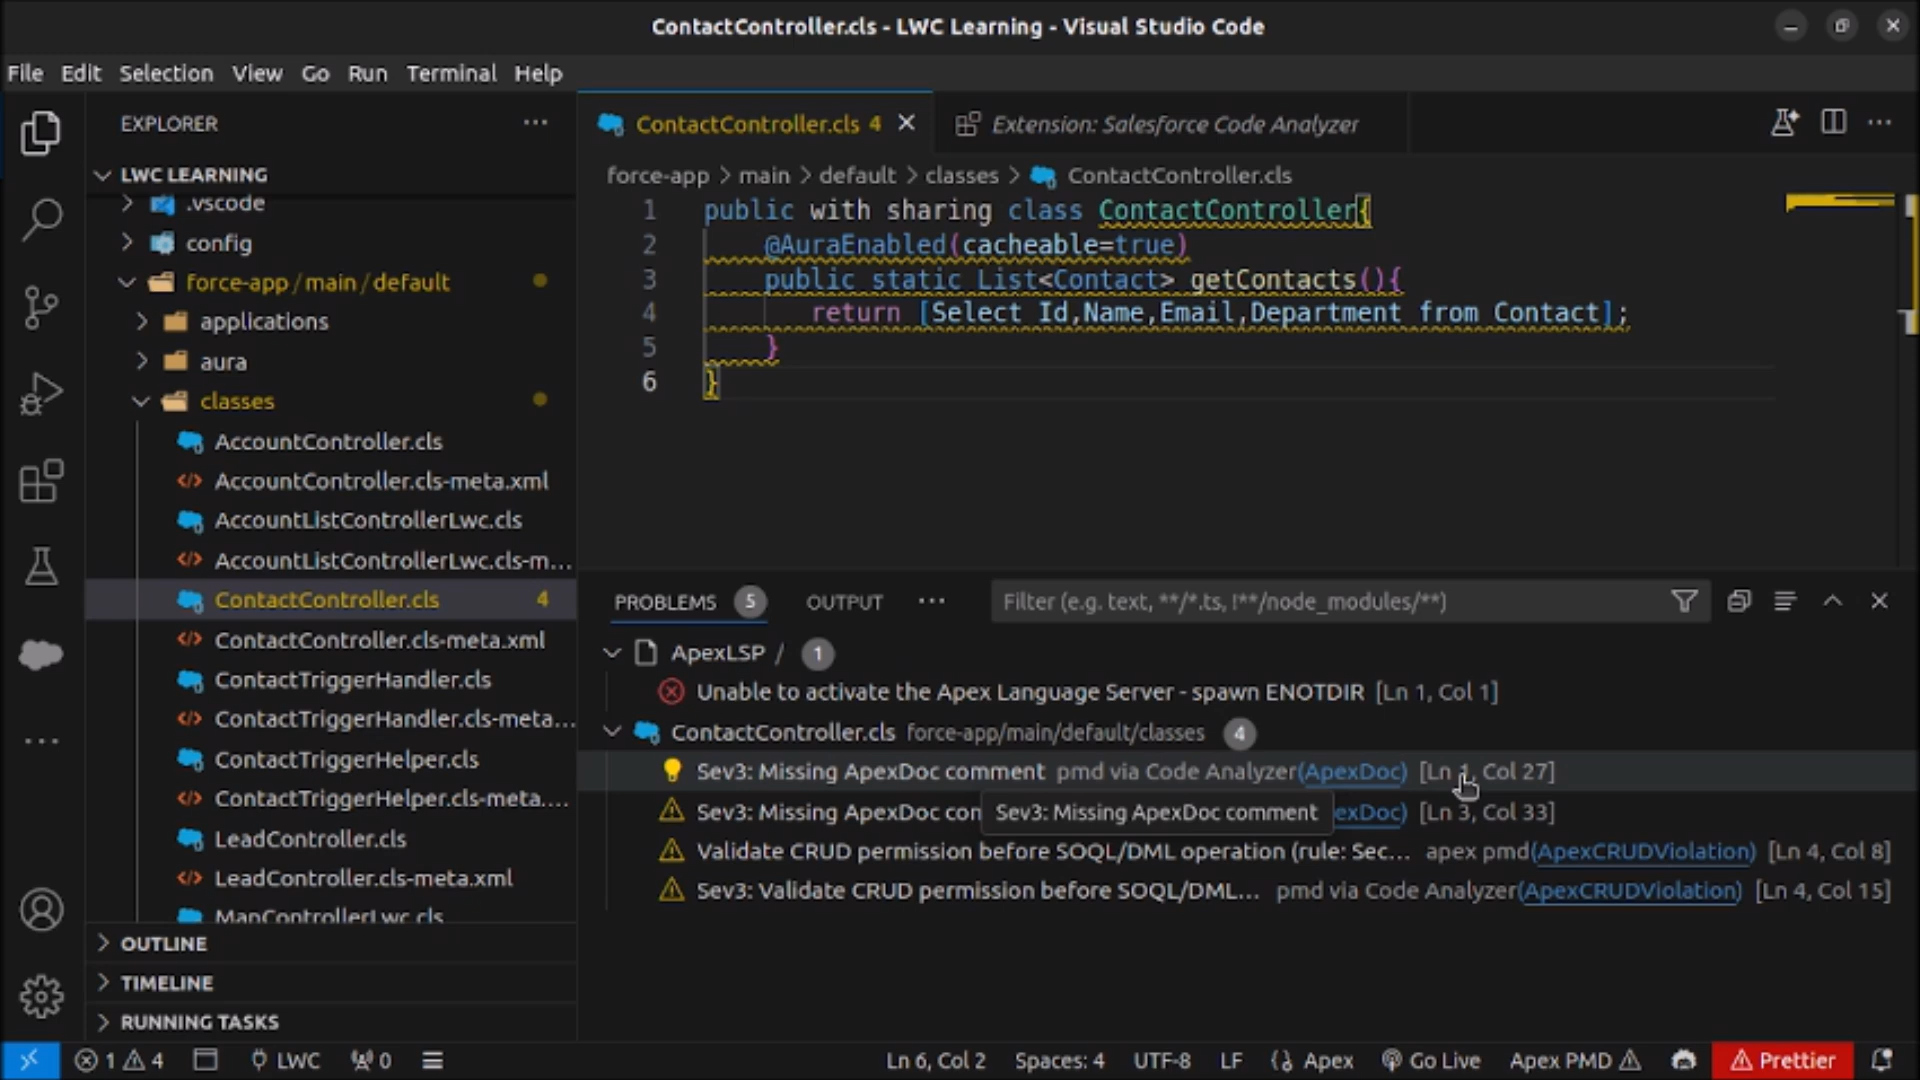 ContactController.cls - LWC Learning - Visual Studio Code
File Edit Selection View Go Run Terminal Help
EXPLORER
LWC LEARNING
.vscode
config
force-app / main / default
applications
aura
classes
AccountController.cls
AccountController.cls-meta.xml
AccountListControllerLwc.cls
AccountListControllerLwc.cls-m...
ContactController.cls 4
ContactController.cls-meta.xml
ContactTriggerHandler.cls
ContactTriggerHandler.cls-meta...
ContactTriggerHelper.cls
ContactTriggerHelper.cls-meta....
LeadController.cls
LeadController.cls-meta.xml
MapControllerLwc.cls
OUTLINE
TIMELINE
RUNNING TASKS
ContactController.cls 4
Extension: Salesforce Code Analyzer
force-app > main > default > classes > ContactController.cls
1 public with sharing class ContactController{
2 @AuraEnabled(cacheable=true)
3 public static List<Contact> getContacts(){
4 return [Select Id,Name,Email,Department from Contact];
5 }
6 }
PROBLEMS 5 OUTPUT ... Filter (e.g. text, **/*.ts, !**/node_modules/**)
ApexLSP / 1
Unable to activate the Apex Language Server - spawn ENOTDIR [Ln 1, Col 1]
ContactController.cls force-app/main/default/classes 4
Sev3: Missing ApexDoc comment pmd via Code Analyzer(ApexDoc) [Ln 1, Col 27]
Sev3: Missing ApexDoc con exDoc) [Ln 3, Col 33]
Sev3: Missing ApexDoc comment
Validate CRUD permission before SOQL/DML operation (rule: Sec... apex pmd(ApexCRUDViolation) [Ln 4, Col 8]
Sev3: Validate CRUD permission before SOQL/DML... pmd via Code Analyzer(ApexCRUDViolation) [Ln 4, Col 15]
1 4 LWC 0 Ln 6, Col 2 Spaces: 4 UTF-8 LF Apex Go Live Apex PMD Prettier